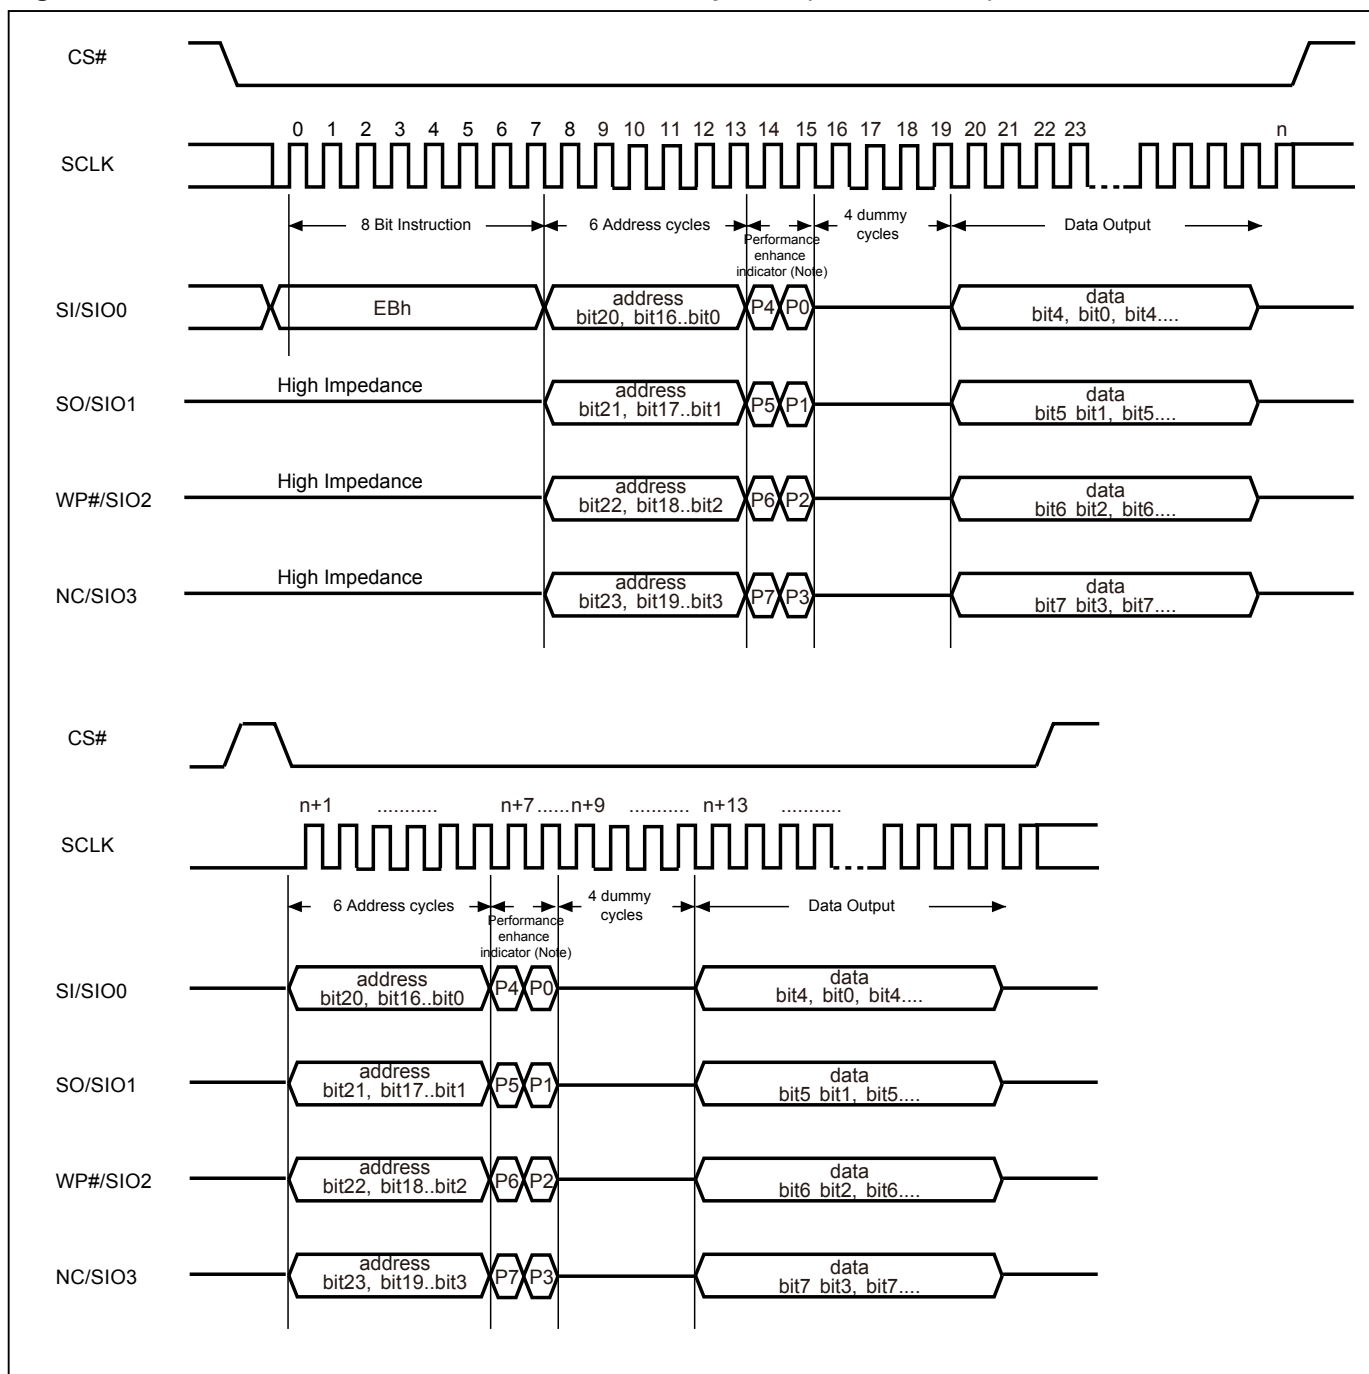 CS#
0 1 2 3 4 5 6 7 8 9 10 11 12 13 14 15 16 17 18 19 20 21 22 23 n
SCLK
8 Bit Instruction
6 Address cycles
Performance
enhance
indicator (Note)
4 dummy
cycles
Data Output
SI/SIO0
EBh
address
bit20, bit16..bit0
P4
P0
data
bit4, bit0, bit4....
SO/SIO1
High Impedance
address
bit21, bit17..bit1
P5
P1
data
bit5 bit1, bit5....
WP#/SIO2
High Impedance
address
bit22, bit18..bit2
P6
P2
data
bit6 bit2, bit6....
NC/SIO3
High Impedance
address
bit23, bit19..bit3
P7
P3
data
bit7 bit3, bit7....
CS#
n+1 ........... n+7......n+9 ........... n+13 ...........
SCLK
6 Address cycles
Performance
enhance
indicator (Note)
4 dummy
cycles
Data Output
SI/SIO0
address
bit20, bit16..bit0
P4
P0
data
bit4, bit0, bit4....
SO/SIO1
address
bit21, bit17..bit1
P5
P1
data
bit5 bit1, bit5....
WP#/SIO2
address
bit22, bit18..bit2
P6
P2
data
bit6 bit2, bit6....
NC/SIO3
address
bit23, bit19..bit3
P7
P3
data
bit7 bit3, bit7....